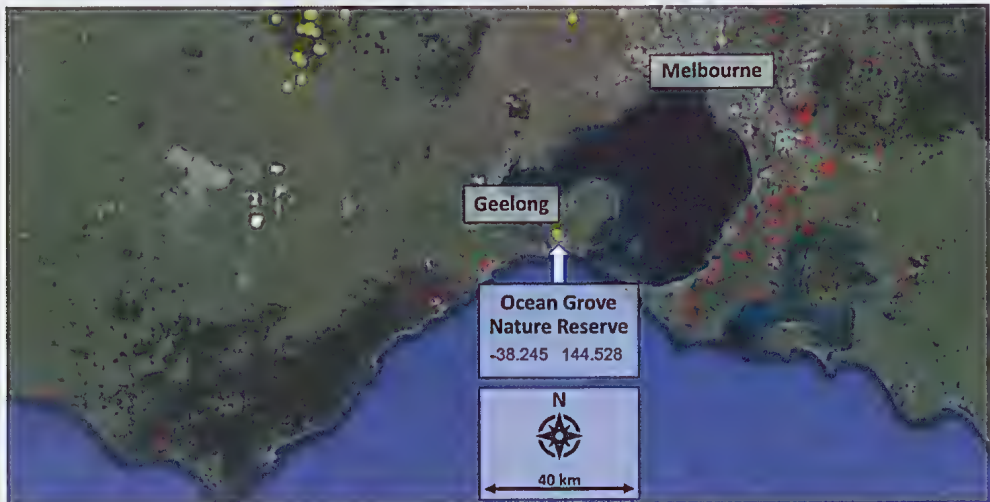 Melbourne
Geelong
Ocean Grove
Nature Reserve
-38.245 144.528
N
40 km